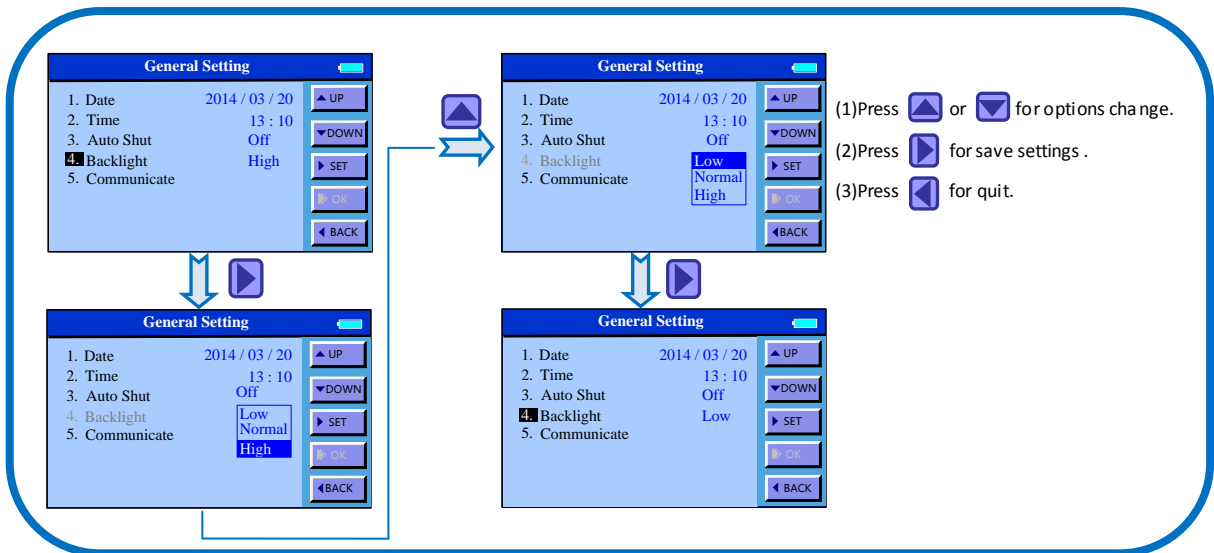 General Setting
1. Date 2014 / 03 / 20
2. Time 13 : 10
3. Auto Shut Off
4. Backlight High
5. Communicate
UP
DOWN
SET
OK
BACK
General Setting
1. Date 2014 / 03 / 20
2. Time 13 : 10
3. Auto Shut Off
4. Backlight Low
Normal
High
5. Communicate
UP
DOWN
SET
OK
BACK
(1)Press or for options change.
(2)Press for save settings .
(3)Press for quit.
General Setting
1. Date 2014 / 03 / 20
2. Time 13 : 10
3. Auto Shut Off
4. Backlight Low
Normal
High
5. Communicate
UP
DOWN
SET
OK
BACK
General Setting
1. Date 2014 / 03 / 20
2. Time 13 : 10
3. Auto Shut Off
4. Backlight Low
5. Communicate
UP
DOWN
SET
OK
BACK